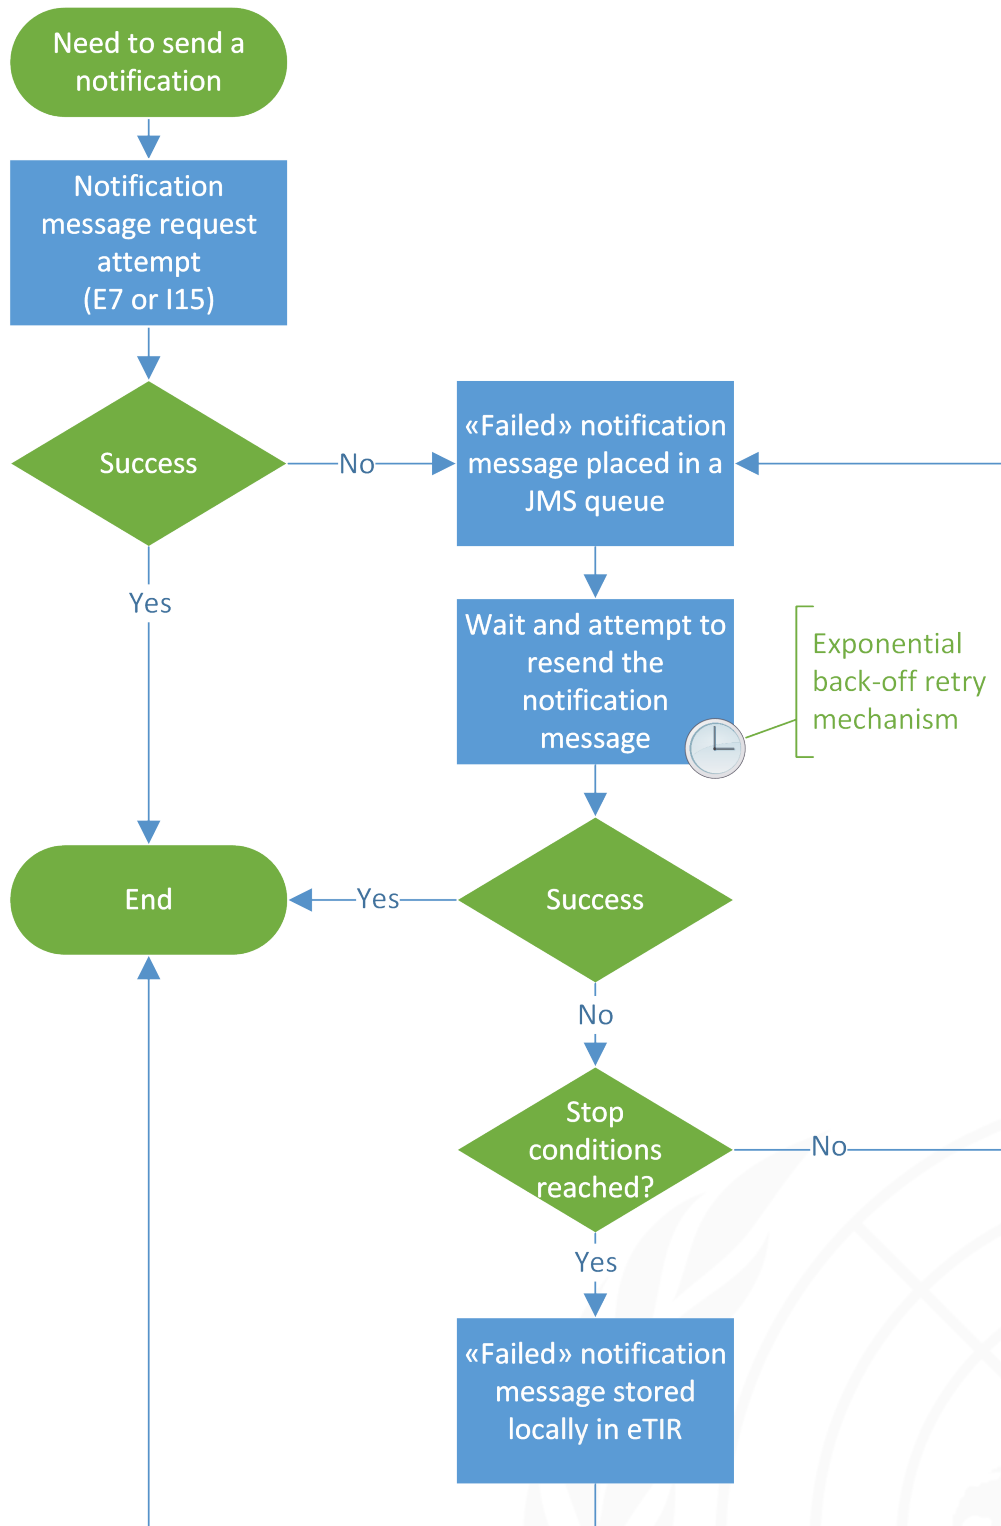 Need to send a
notification
Notification
message request
attempt
(E7 or I15)
Success
No
«Failed» notification
message placed in a
JMS queue
Yes
Wait and attempt to
resend the
notification
message
Exponential
back-off retry
mechanism
End
Yes
Success
No
Stop
conditions
reached?
No
Yes
«Failed» notification
message stored
locally in eTIR